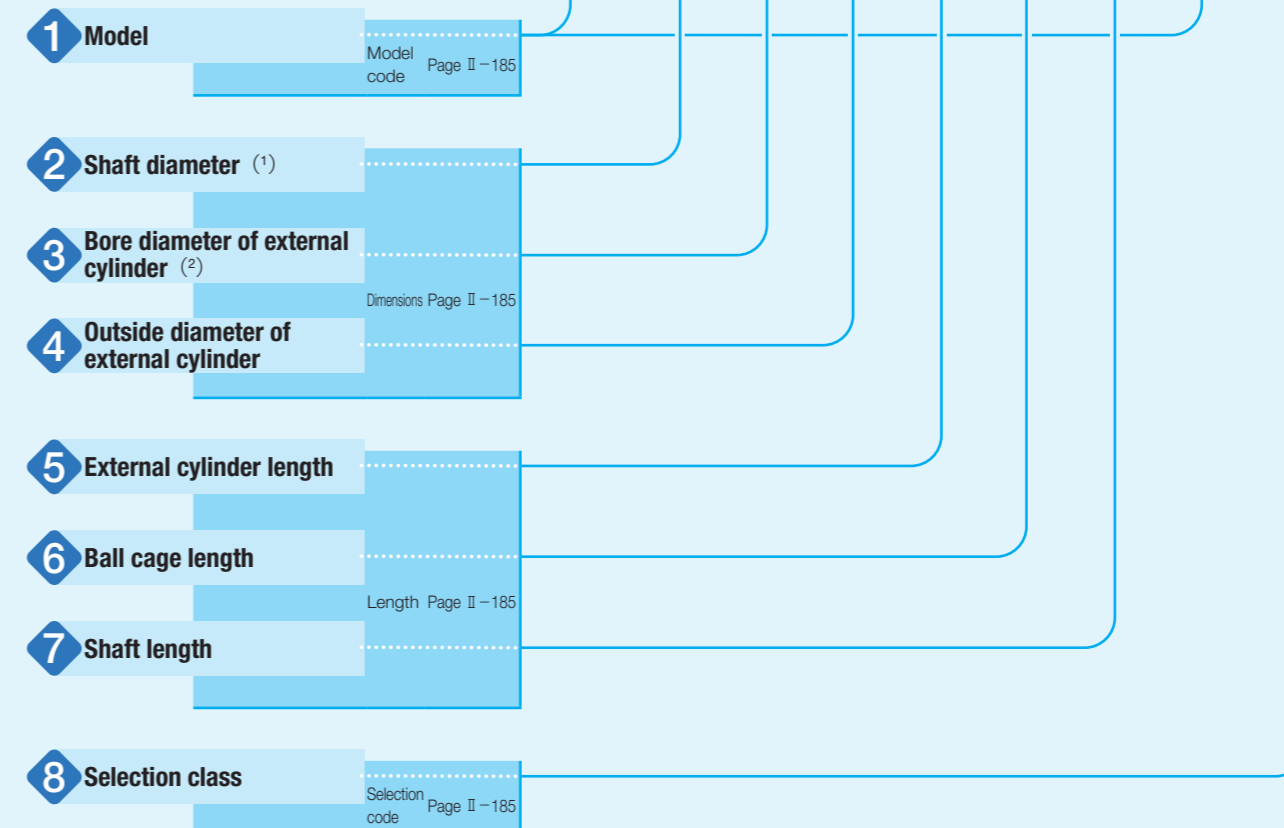 1 Model
Model
code
Page Ⅱ－185
2 Shaft diameter （¹）
3 Bore diameter of external
cylinder （²）
Dimensions Page Ⅱ－185
4 Outside diameter of
external cylinder
5 External cylinder length
6 Ball cage length
Length Page Ⅱ－185
7 Shaft length
8 Selection class
Selection
code
Page Ⅱ－185